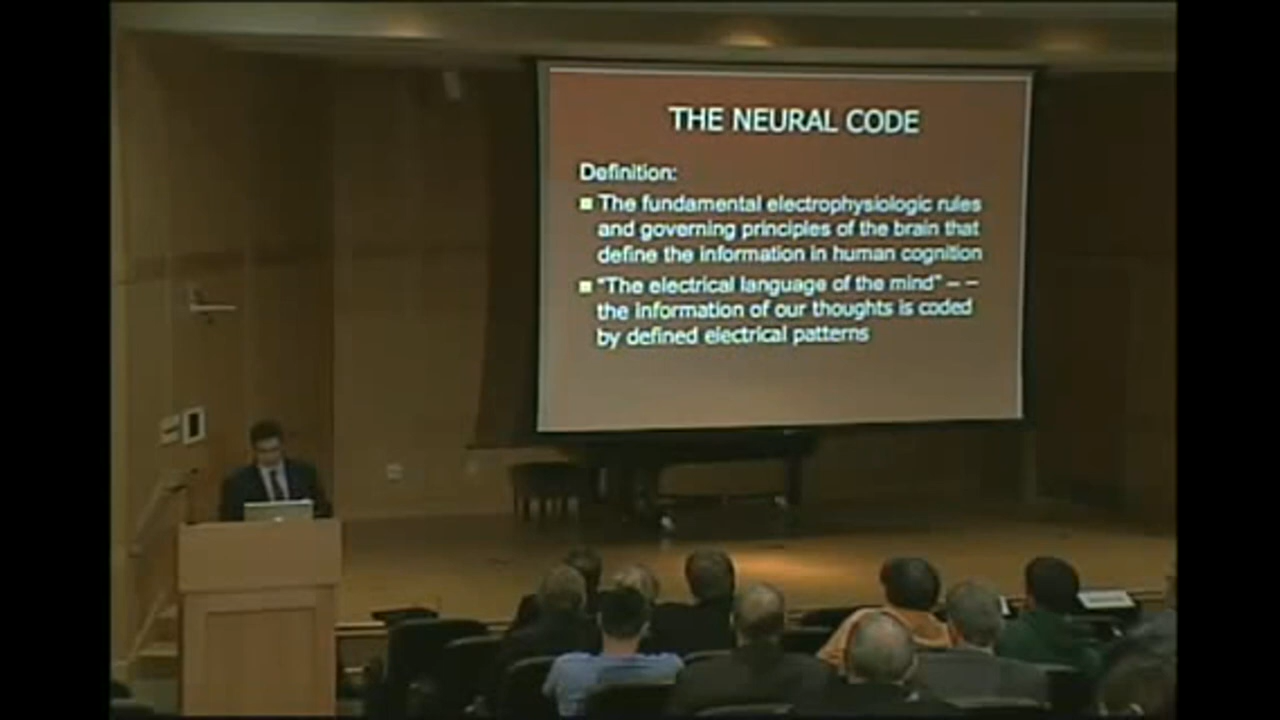 THE NEURAL CODE
Definition:
The fundamental electrophysiologic rules
and governing principles of the brain that
define the information in human cognition
"The electrical language of the mind" – –
the information of our thoughts is coded
by defined electrical patterns